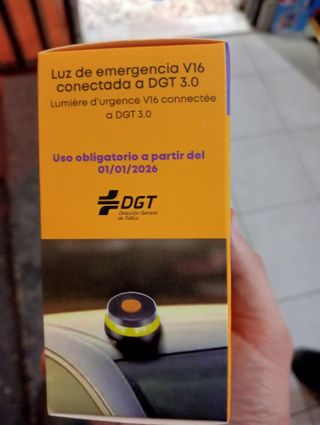 Luz de emergencia V16
conectada a DGT 3.0
Lumière d'urgence V16 connectée
a DGT 3.0
Uso obligatorio a partir del
01/01/2026
DGT
Dirección General
de Tráfico